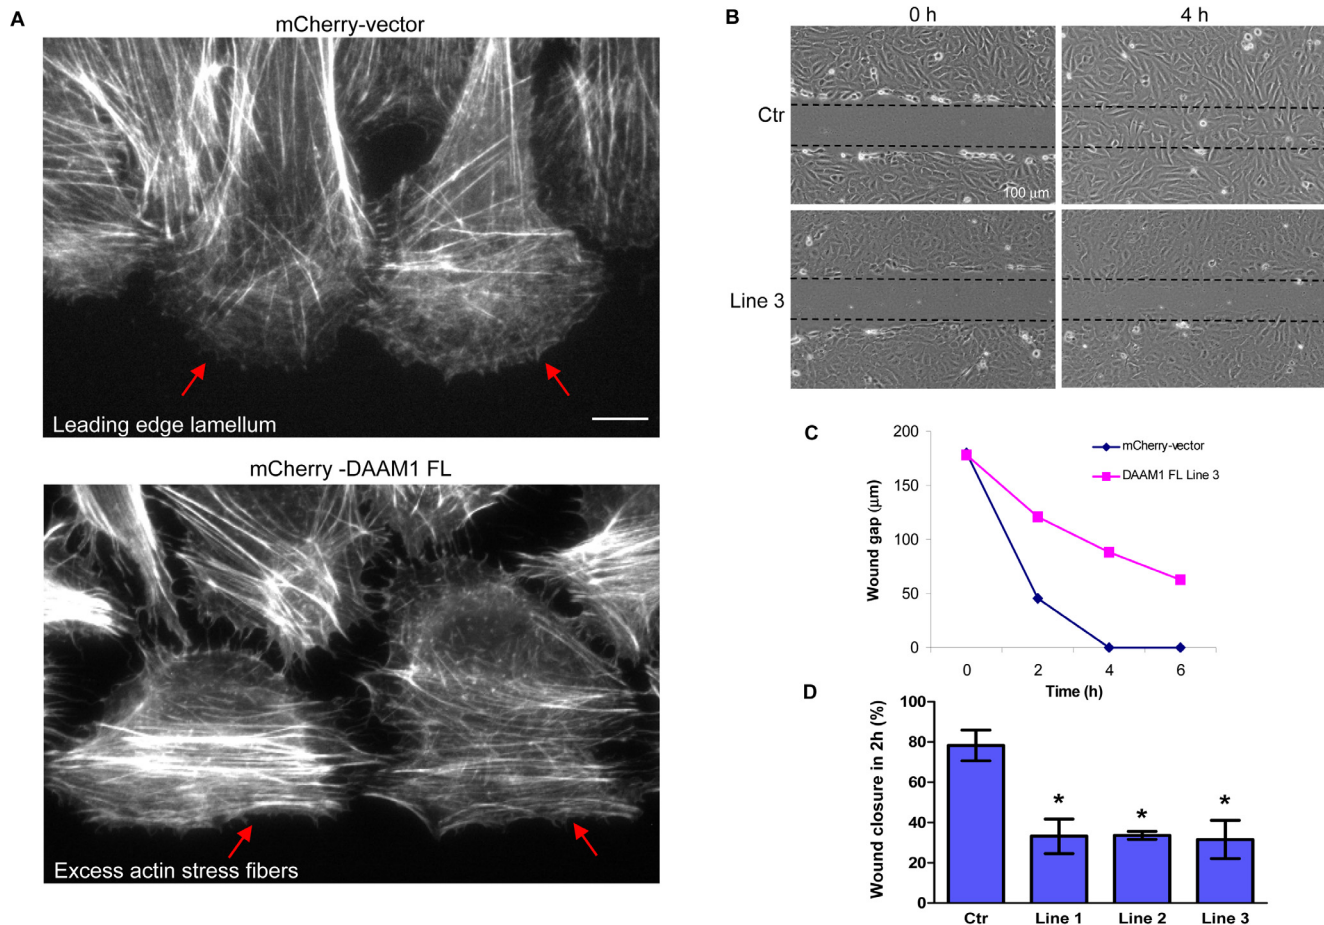 A
mCherry-vector
Leading edge lamellum
mCherry -DAAM1 FL
Excess actin stress fibers
B
0 h
4 h
Ctr
100 μm
Line 3
C
200
150
100
50
0
Wound gap (μm)
mCherry-vector
DAAM1 FL Line 3
0 2 4 6
Time (h)
D
100
80
60
40
20
0
Wound closure in 2h (%)
* * *
Ctr Line 1 Line 2 Line 3